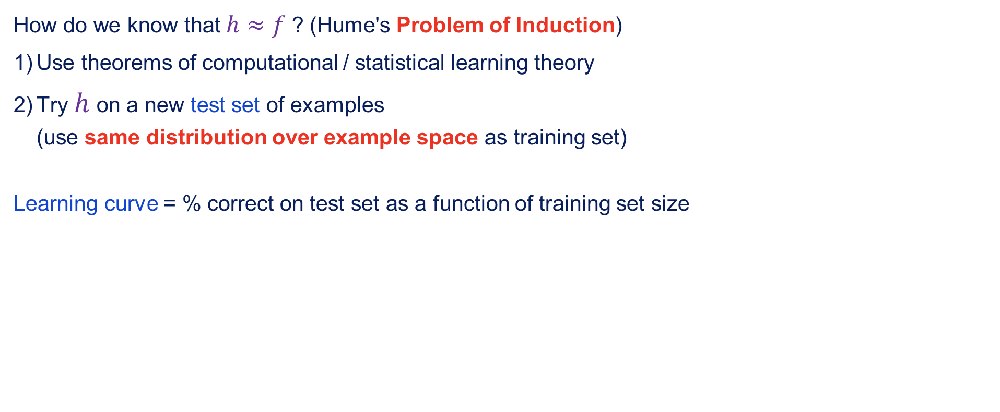 How do we know that h ≈ f ? (Hume's Problem of Induction)
1) Use theorems of computational / statistical learning theory
2) Try h on a new test set of examples
(use same distribution over example space as training set)
Learning curve = % correct on test set as a function of training set size